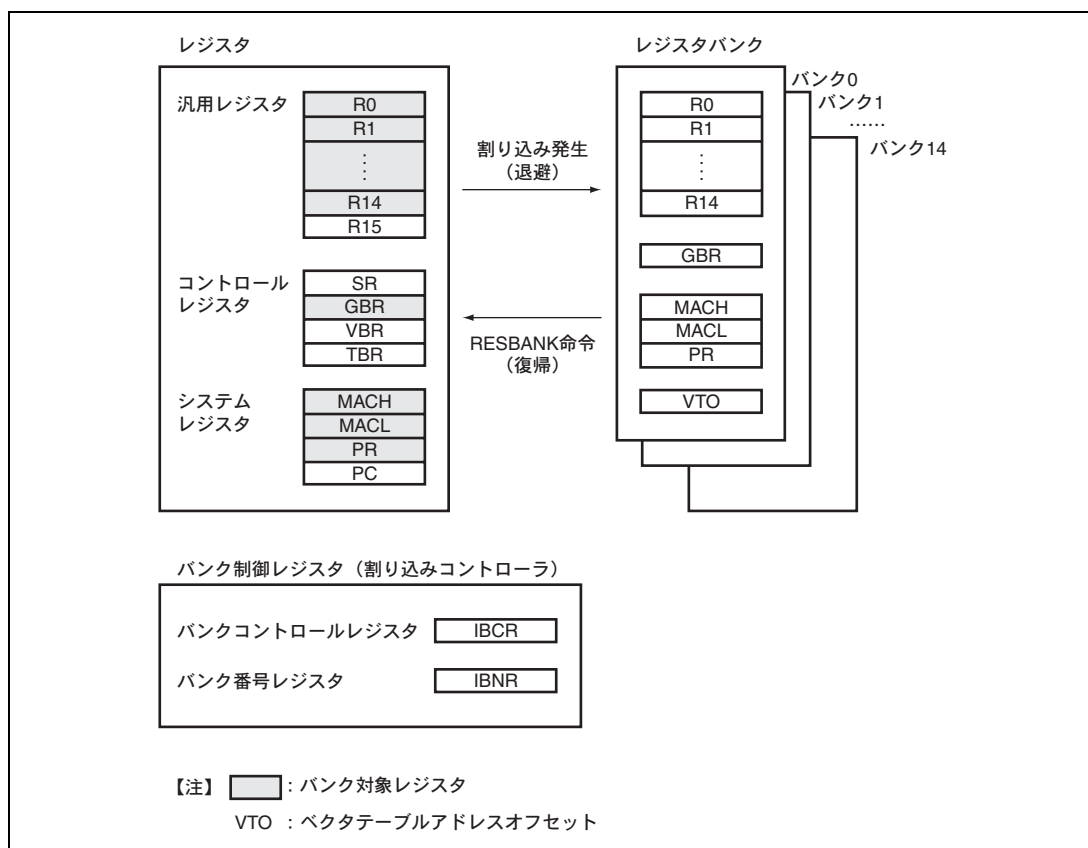 レジスタ
汎用レジスタ
R0
R1
⋮
R14
R15
コントロール
レジスタ
SR
GBR
VBR
TBR
システム
レジスタ
MACH
MACL
PR
PC
割り込み発生
（退避）
RESBANK命令
（復帰）
レジスタバンク
バンク0
バンク1
……
バンク14
R0
R1
⋮
R14
GBR
MACH
MACL
PR
VTO
バンク制御レジスタ（割り込みコントローラ）
バンクコントロールレジスタ IBCR
バンク番号レジスタ IBNR
【注】 ：バンク対象レジスタ
VTO ：ベクタテーブルアドレスオフセット